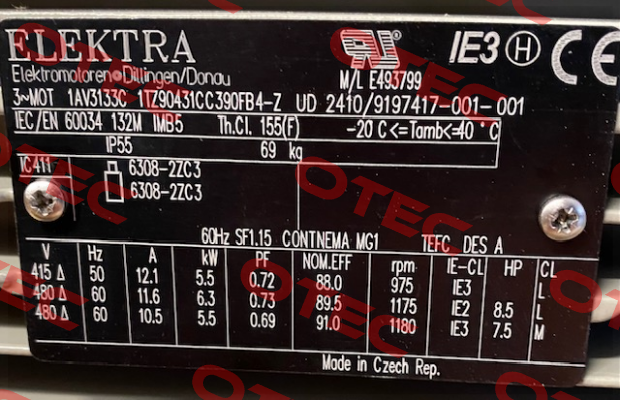 ELEKTRA
Elektromotoren Dillingen/Donau
M/L E493799
IE3 H CE
3~MOT 1AV3133C 1TZ90431CC390FB4-Z UD 2410/9197417-001-001
IEC/EN 60034 132M IMB5 Th.Cl. 155(F) -20 C<=Tamb<=40 °C
IP55 69 kg
IC411 6308-2ZC3
6308-2ZC3
60Hz SF1.15 CONTNEMA MG1 TEFC DES A
V Hz A kW PF NOM.EFF rpm IE-CL HP CL
415 Δ 50 12.1 5.5 0.72 88.0 975 IE3 L
480 Δ 60 11.6 6.3 0.73 89.5 1175 IE2 8.5 L
480 Δ 60 10.5 5.5 0.69 91.0 1180 IE3 7.5 M
Made in Czech Rep.
OTEC